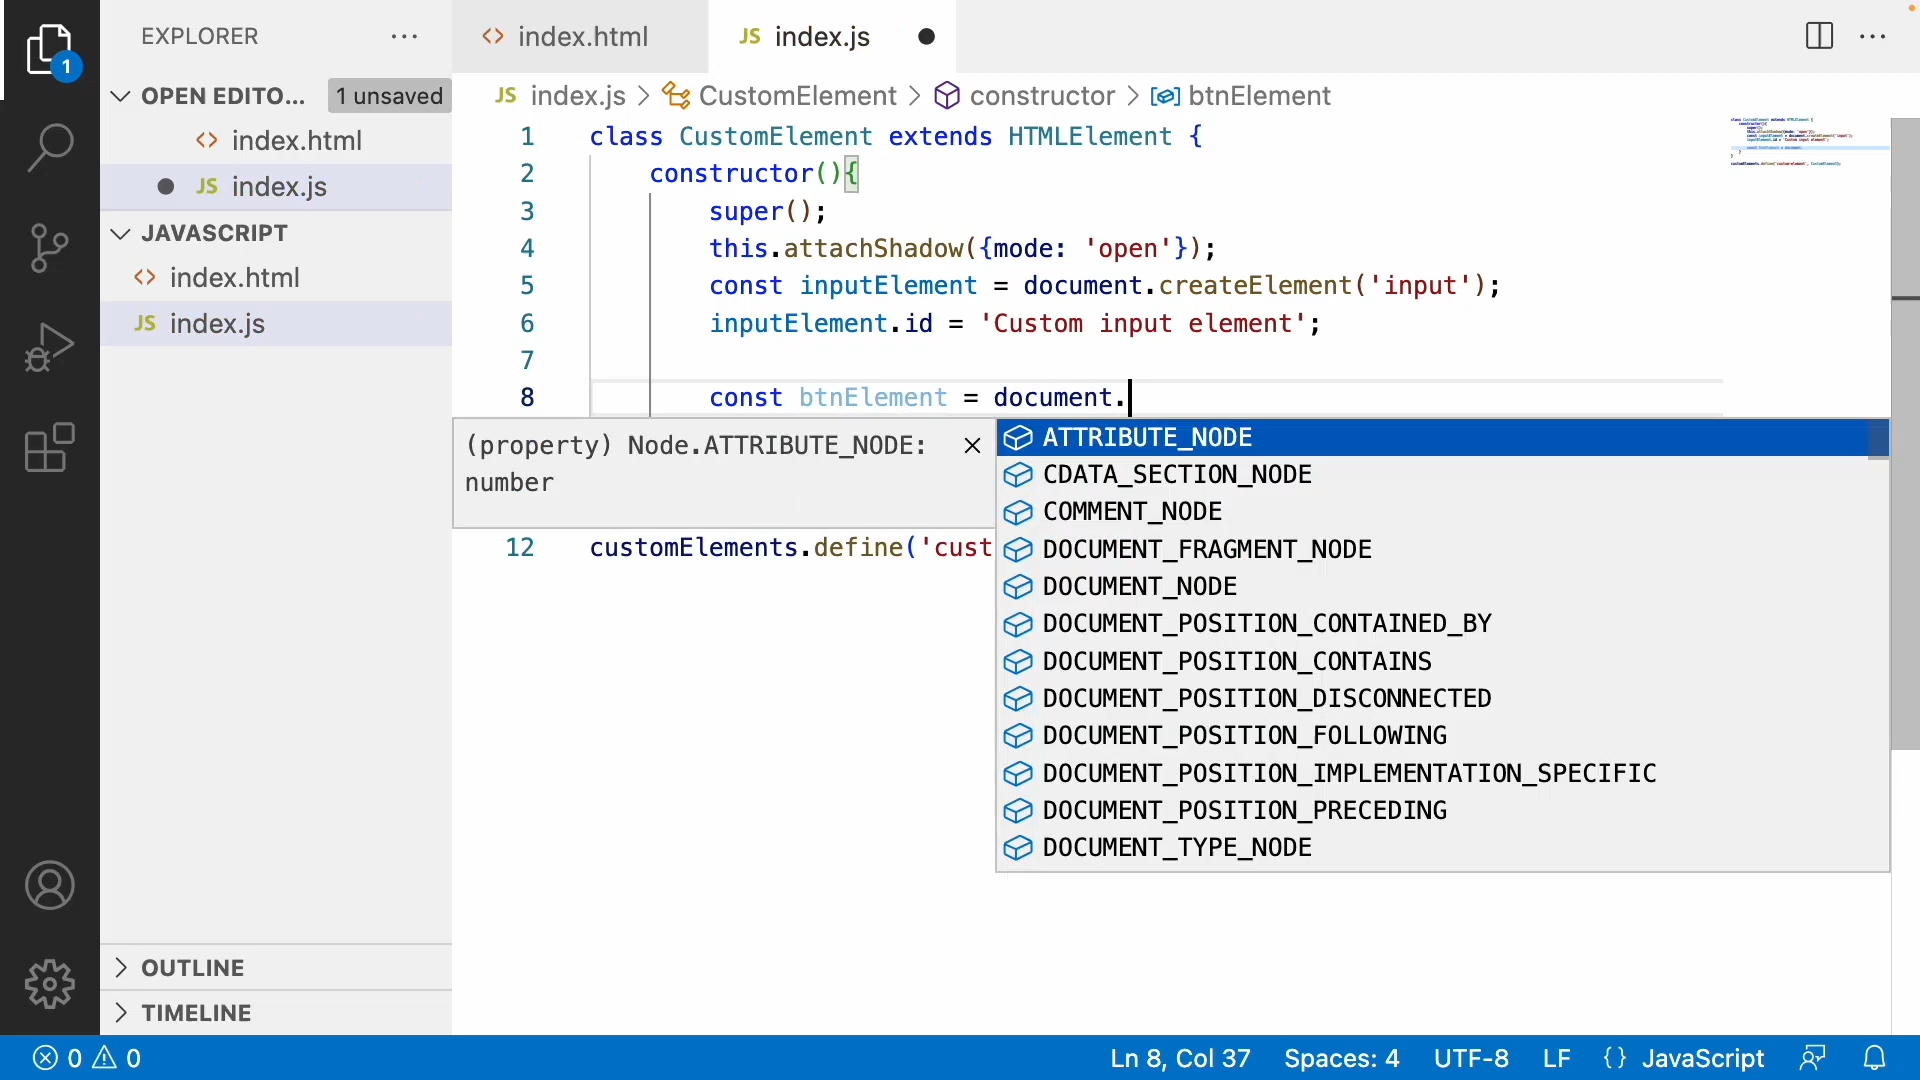 EXPLORER
index.html
JS index.js
OPEN EDITO... 1 unsaved
index.html
JS index.js
JAVASCRIPT
index.html
JS index.js
OUTLINE
TIMELINE
JS index.js > CustomElement > constructor > btnElement
1 class CustomElement extends HTMLElement {
2 constructor(){
3 super();
4 this.attachShadow({mode: 'open'});
5 const inputElement = document.createElement('input');
6 inputElement.id = 'Custom input element';
7
8 const btnElement = document.
(property) Node.ATTRIBUTE_NODE:
number
ATTRIBUTE_NODE
CDATA_SECTION_NODE
COMMENT_NODE
DOCUMENT_FRAGMENT_NODE
DOCUMENT_NODE
DOCUMENT_POSITION_CONTAINED_BY
DOCUMENT_POSITION_CONTAINS
DOCUMENT_POSITION_DISCONNECTED
DOCUMENT_POSITION_FOLLOWING
DOCUMENT_POSITION_IMPLEMENTATION_SPECIFIC
DOCUMENT_POSITION_PRECEDING
DOCUMENT_TYPE_NODE
12 customElements.define('cust
1
0 0
Ln 8, Col 37 Spaces: 4 UTF-8 LF {} JavaScript